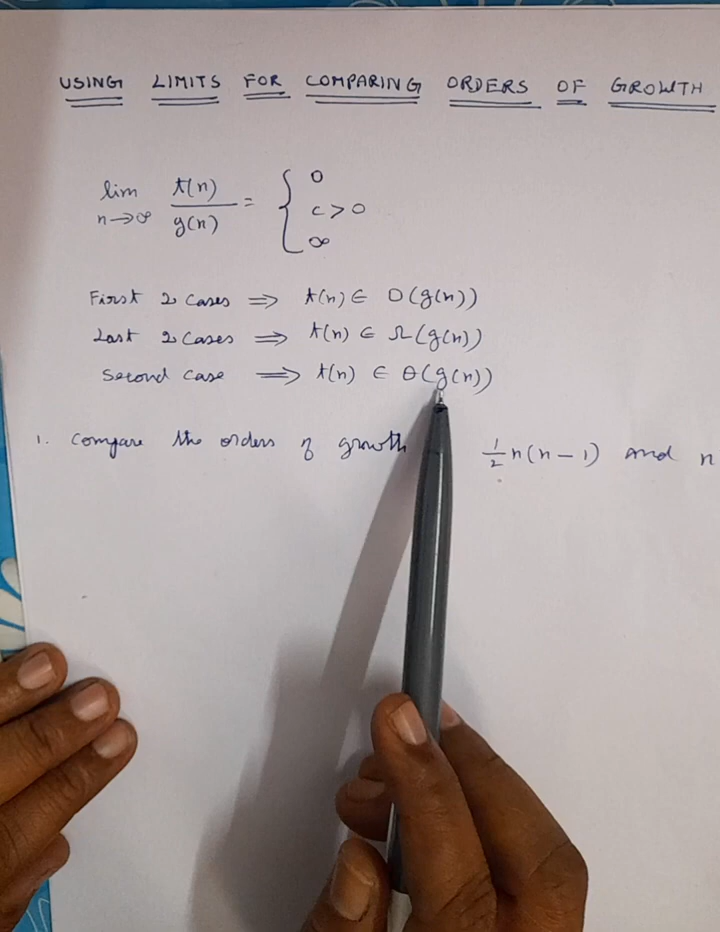 USING LIMITS FOR COMPARING ORDERS OF GROWTH
lim n→∞ t(n)/g(n) = { 0
c > 0
∞
First 2 cases ⇒ t(n) ∈ O(g(n))
Last 2 cases ⇒ t(n) ∈ Ω(g(n))
Second case ⇒ t(n) ∈ θ(g(n))
1. Compare the orders of growth 1/2 n(n-1) and n